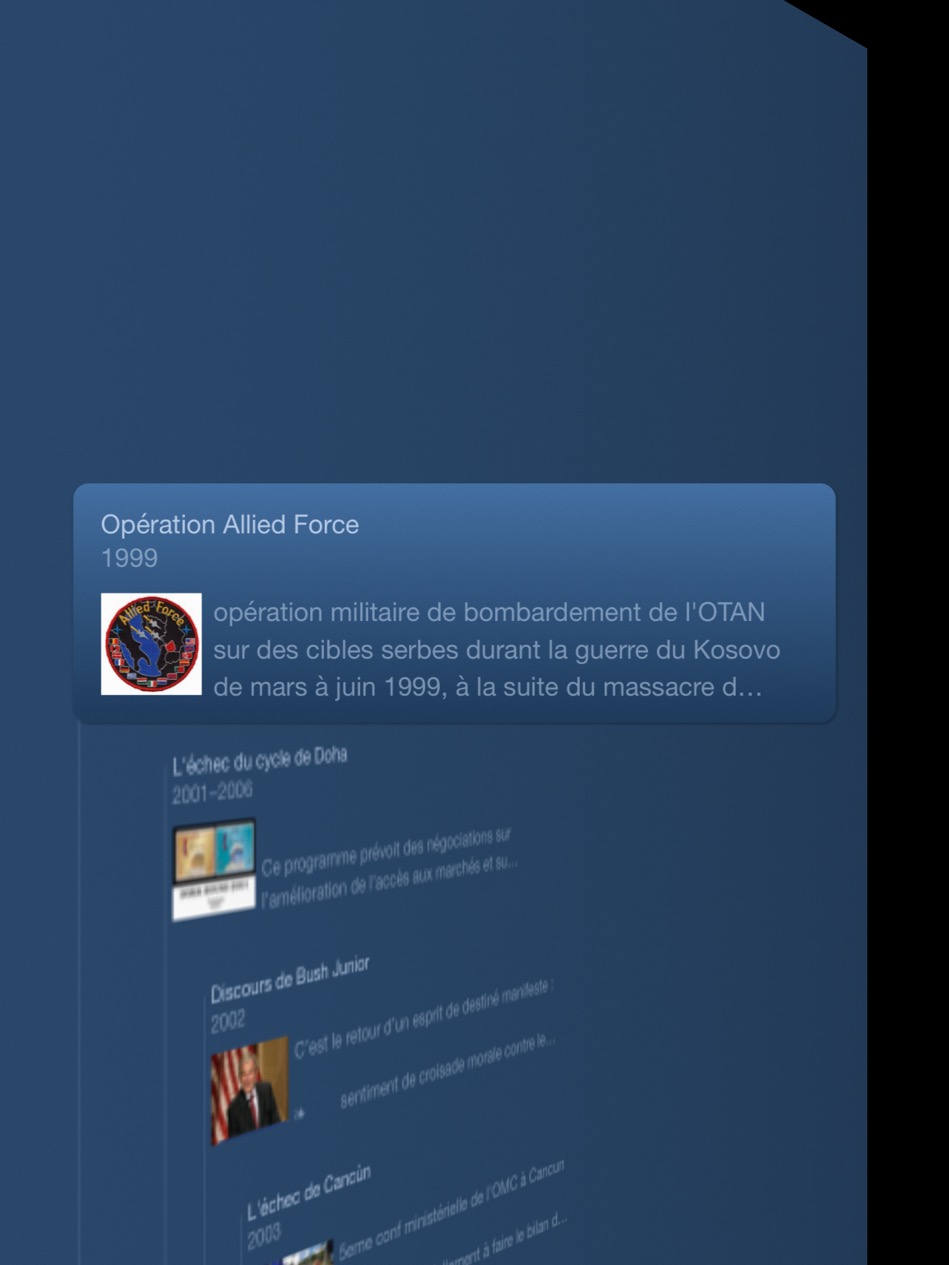 Opération Allied Force
1999
Allied Force
opération militaire de bombardement de l'OTAN
sur des cibles serbes durant la guerre du Kosovo
de mars à juin 1999, à la suite du massacre d…
L'échec du cycle de Doha
2001–2006
Ce programme prévoit des négociations sur
l'amélioration de l'accès aux marchés et su…
Discours de Bush Junior
2002
C'est le retour d'un esprit de destiné manifeste :
sentiment de croisade morale contre le…
L'échec de Cancùn
2003
5eme conf ministérielle de l'OMC à Cancun
à faire le bilan d…